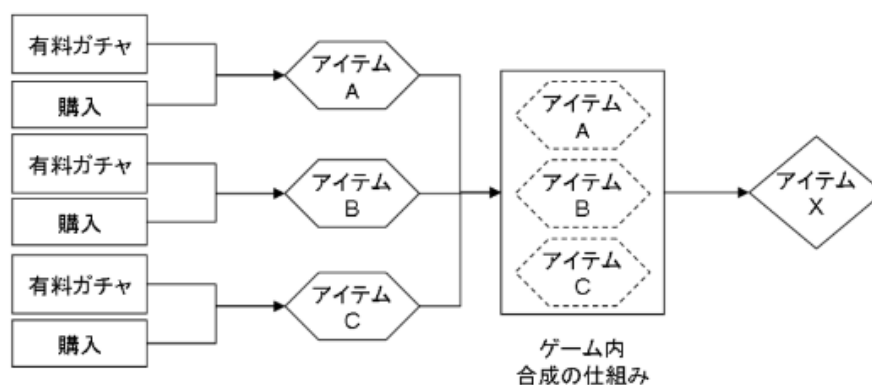 有料ガチャ
購入
有料ガチャ
購入
有料ガチャ
購入
アイテム
A
アイテム
B
アイテム
C
アイテム
A
アイテム
B
アイテム
C
ゲーム内
合成の仕組み
アイテム
X